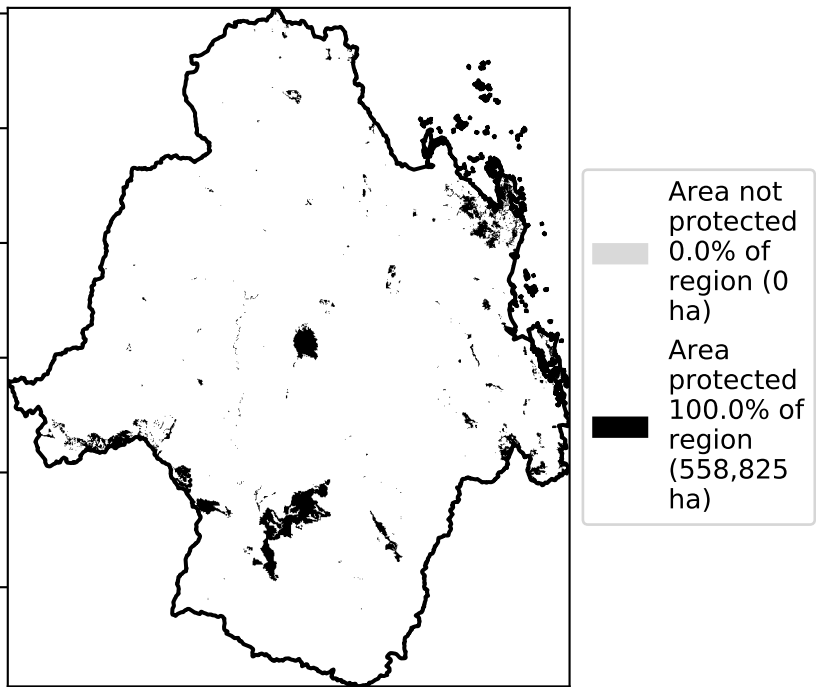 Area not
protected
0.0% of
region (0
ha)
Area
protected
100.0% of
region
(558,825
ha)